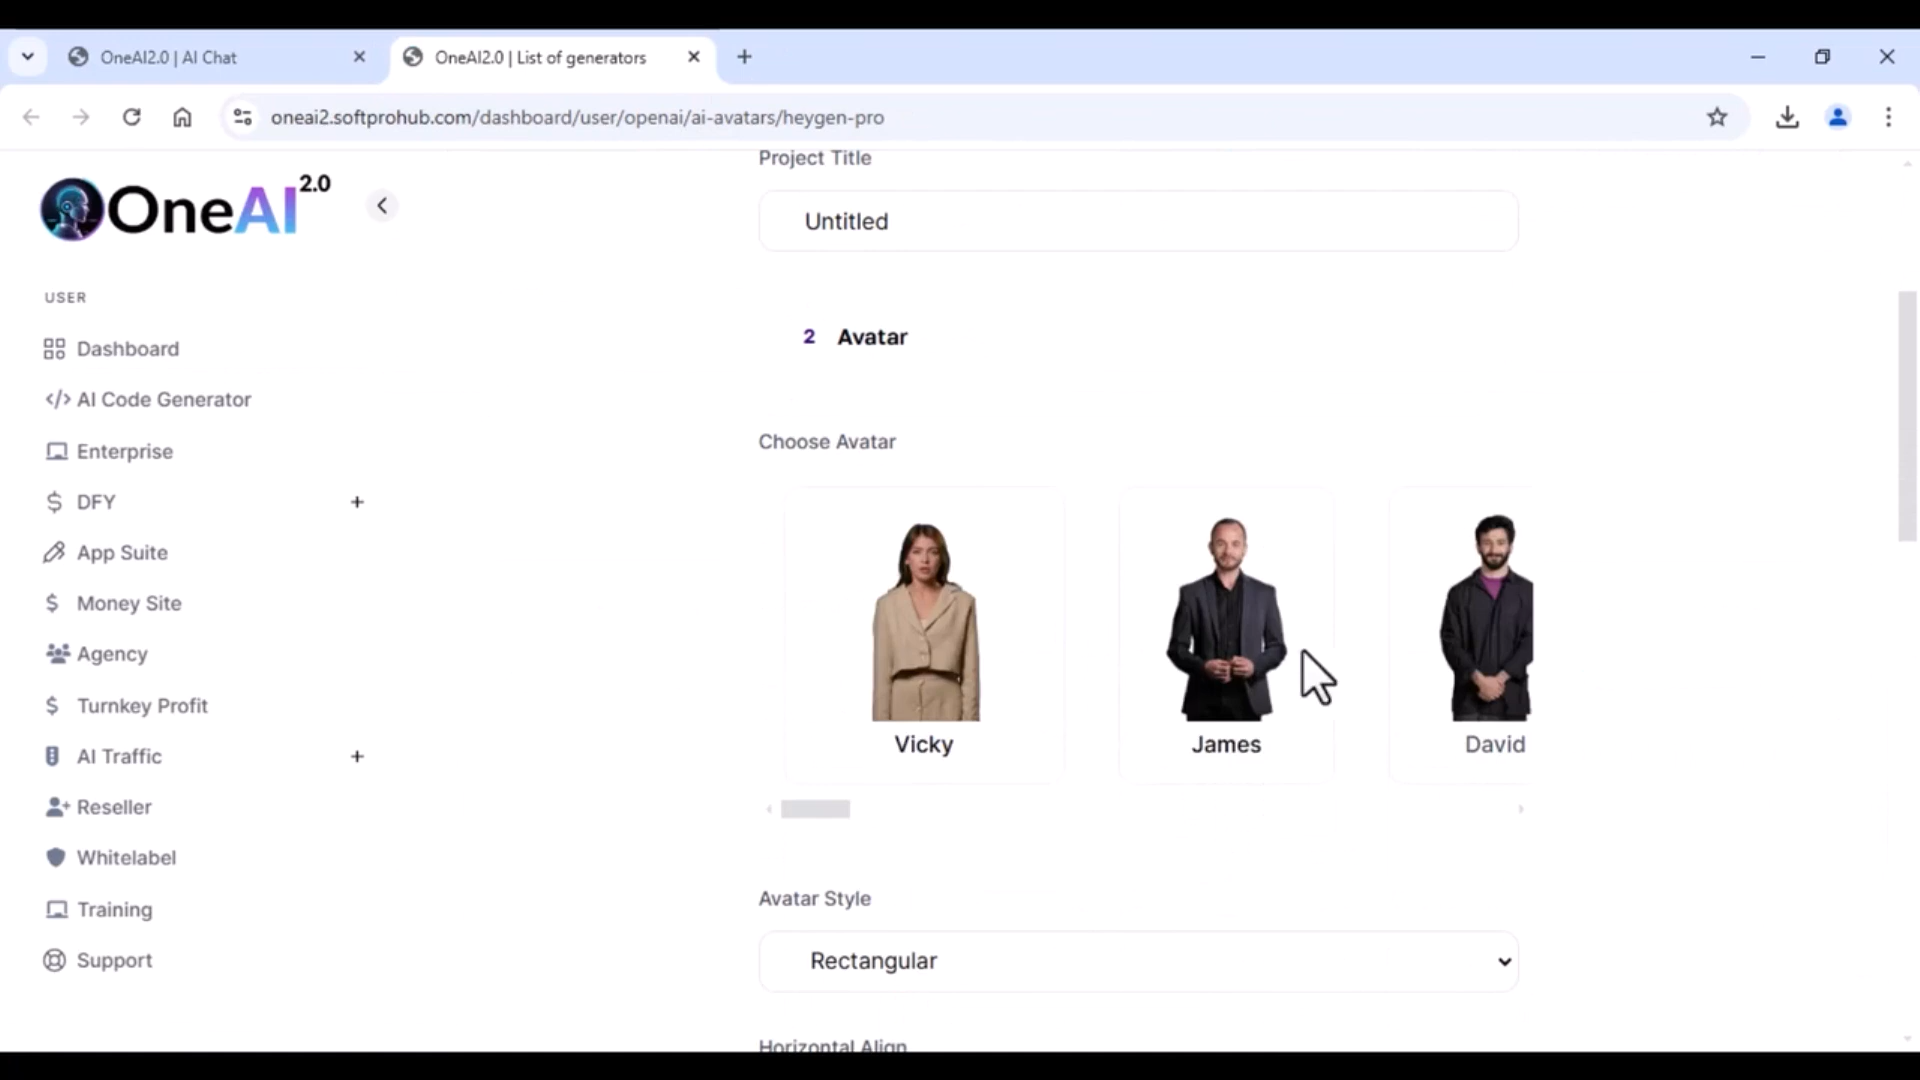 OneAI2.0 | AI Chat
OneAI2.0 | List of generators
oneai2.softprohub.com/dashboard/user/openai/ai-avatars/heygen-pro
OneAI 2.0
USER
Dashboard
AI Code Generator
Enterprise
DFY
App Suite
Money Site
Agency
Turnkey Profit
AI Traffic
Reseller
Whitelabel
Training
Support
Project Title
Untitled
2 Avatar
Choose Avatar
Vicky
James
David
Avatar Style
Rectangular
Horizontal Align